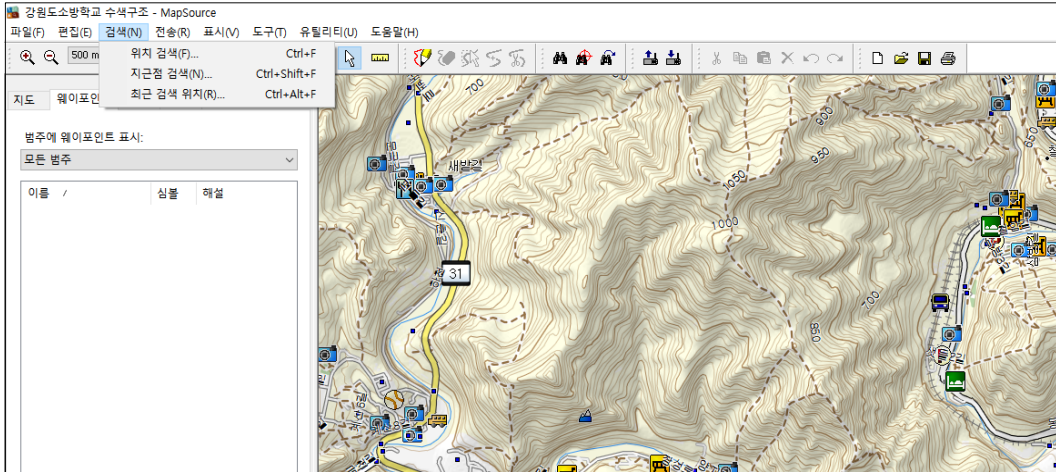 강원도소방학교 수색구조 - MapSource
파일(F) 편집(E) 검색(N) 전송(R) 표시(V) 도구(T) 유틸리티(U) 도움말(H)
500 m
위치 검색(F)... Ctrl+F
지근점 검색(N)... Ctrl+Shift+F
최근 검색 위치(R)... Ctrl+Alt+F
지도 웨이포인
범주에 웨이포인트 표시:
모든 범주
이름 / 심볼 해설
700
900
650
950
새밭길
1050
1000
31
700
850